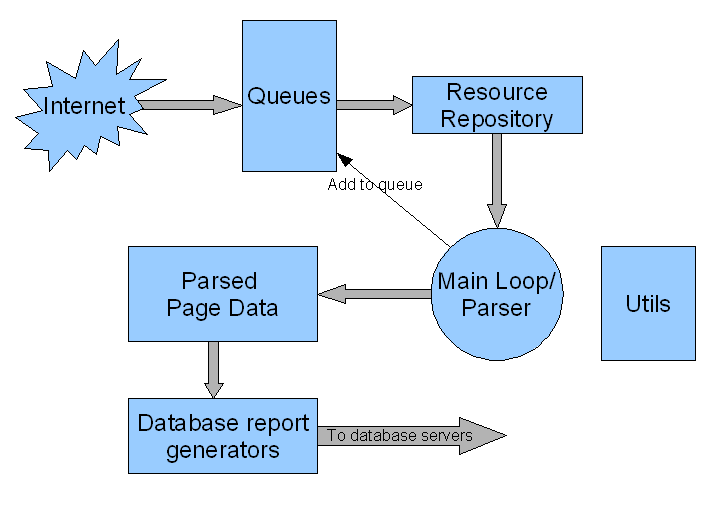 Internet
Queues
Resource
Repository
Add to queue
Main Loop/
Parser
Utils
Parsed
Page Data
Database report
generators
To database servers